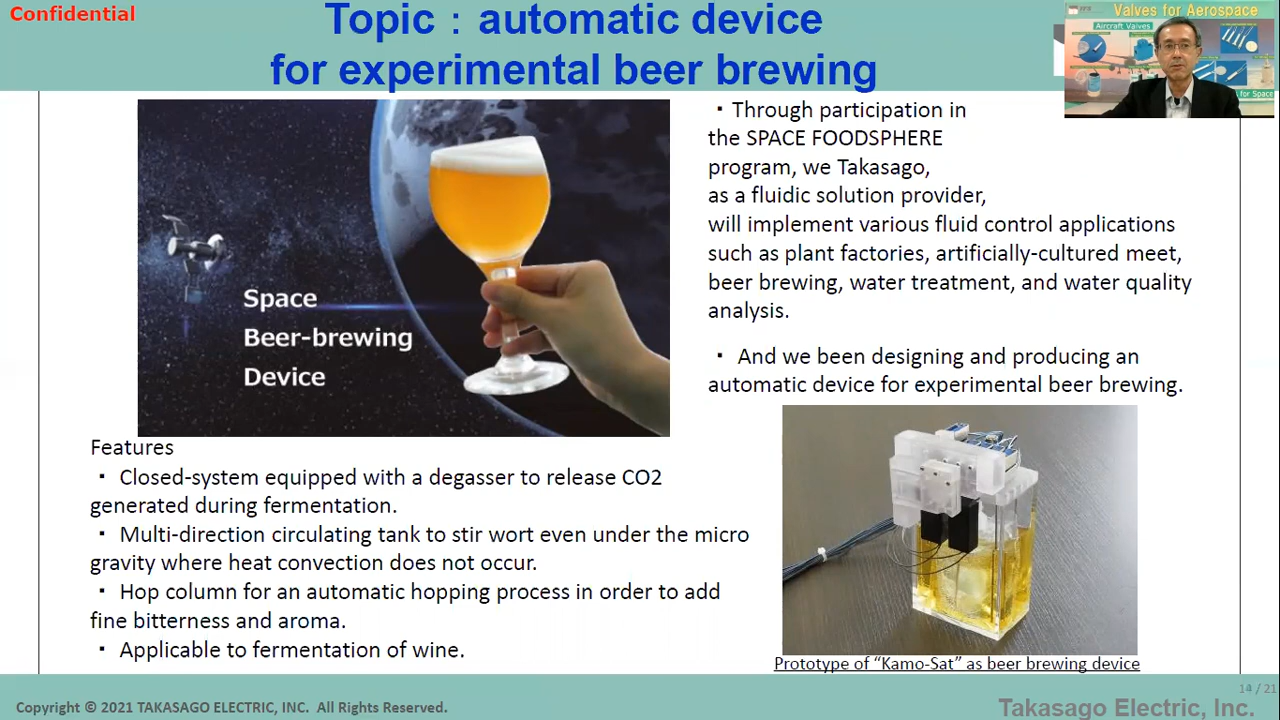 Confidential
Topic：automatic device
for experimental beer brewing
Valves for Aerospace
Aircraft Valves
for Space
・Through participation in
the SPACE FOODSPHERE
program, we Takasago,
as a fluidic solution provider,
will implement various fluid control applications
such as plant factories, artificially-cultured meet,
beer brewing, water treatment, and water quality
analysis.
・ And we been designing and producing an
automatic device for experimental beer brewing.
Space
Beer-brewing
Device
Features
・ Closed-system equipped with a degasser to release CO2
generated during fermentation.
・ Multi-direction circulating tank to stir wort even under the micro
gravity where heat convection does not occur.
・ Hop column for an automatic hopping process in order to add
fine bitterness and aroma.
・ Applicable to fermentation of wine.
Prototype of “Kamo-Sat” as beer brewing device
14 / 21
Copyright © 2021 TAKASAGO ELECTRIC, INC. All Rights Reserved.
Takasago Electric, Inc.